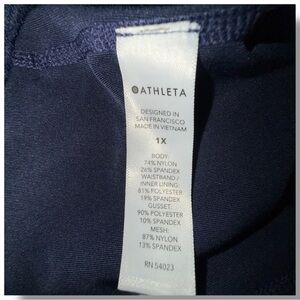 ATHLETA
DESIGNED IN
SAN FRANCISCO
MADE IN VIETNAM
1X
BODY:
74% NYLON
26% SPANDEX
WAISTBAND /
INNER LINING:
81% POLYESTER
19% SPANDEX
GUSSET:
90% POLYESTER
10% SPANDEX
MESH:
87% NYLON
13% SPANDEX
RN 54023